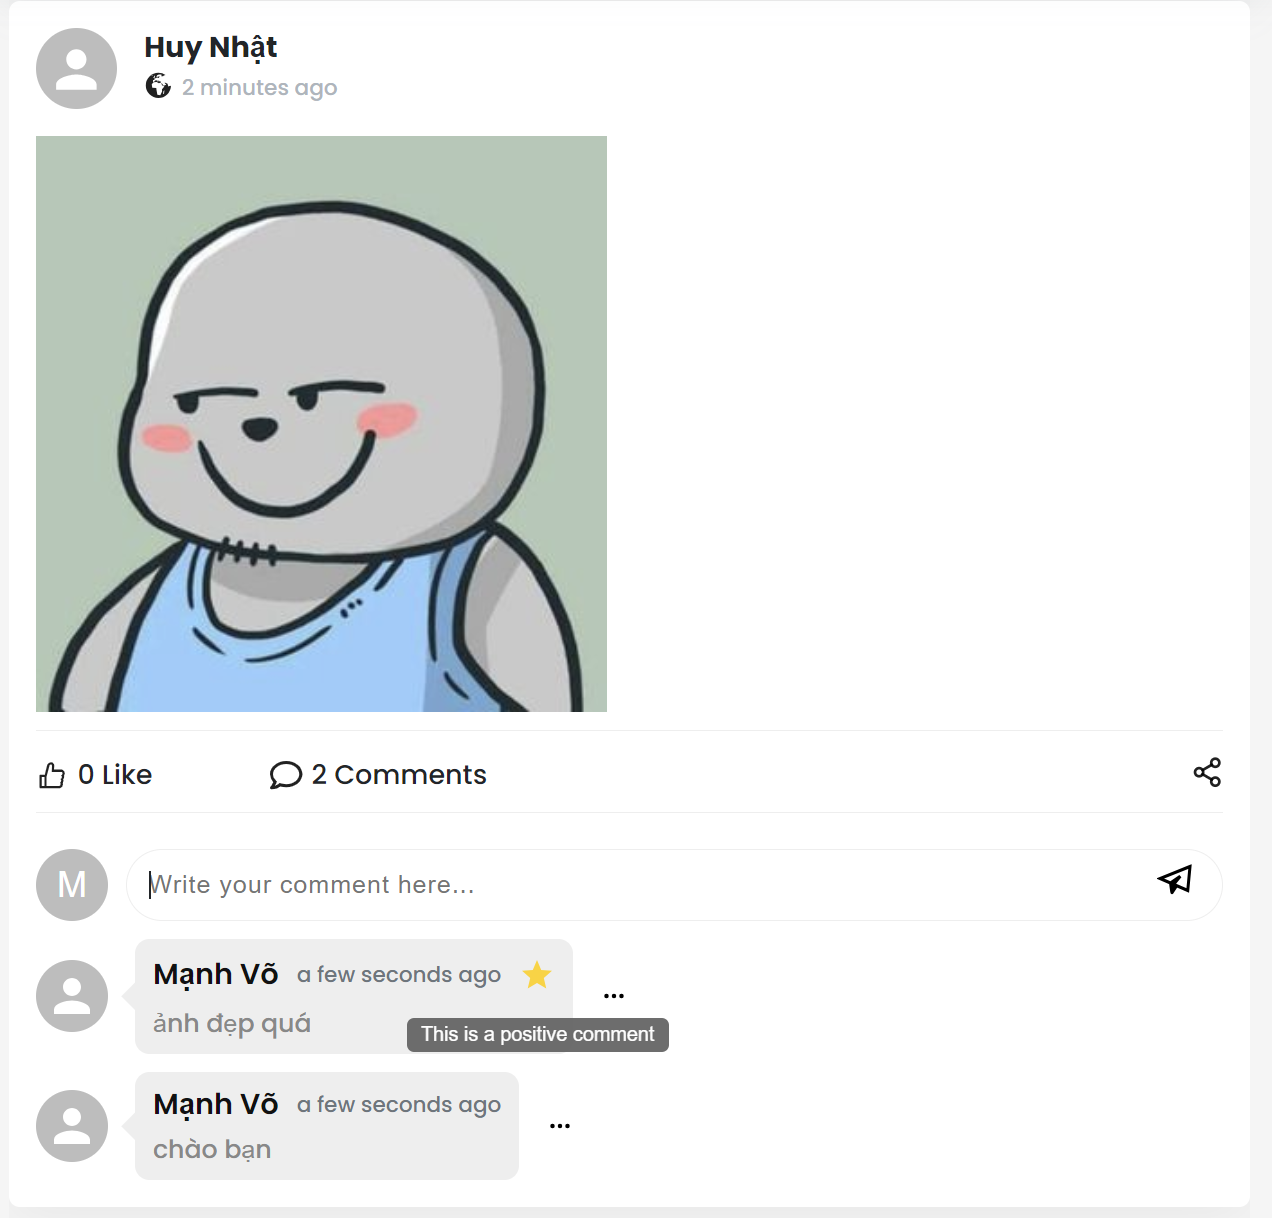 Huy Nhật
2 minutes ago
0 Like
2 Comments
M
Write your comment here...
Mạnh Võ a few seconds ago
ảnh đẹp quá
This is a positive comment
Mạnh Võ a few seconds ago
chào bạn